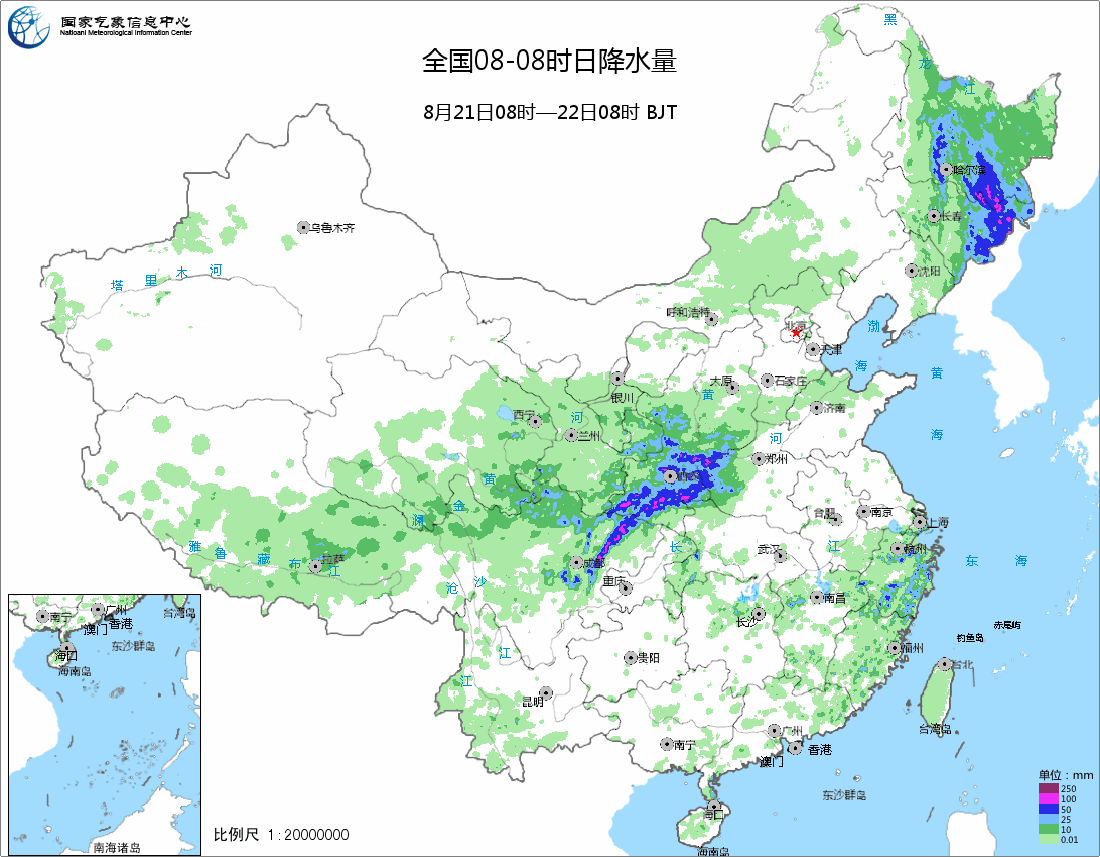 国家气象信息中心
Naitioanl Meteorological Information Center
全国08-08时日降水量
8月21日08时—22日08时 BJT
黑
龙
江
哈尔滨
长春
沈阳
乌鲁木齐
塔 里 木 河
呼和浩特
北京
天津
渤
海
黄
海
银川
太原
石家庄
黄
济南
西宁
河
兰州
河
郑州
西安
黄
金
澜
合肥
南京
上海
雅 鲁 藏 布 江
拉萨
成都
长
武汉
江
杭州
东 海
沧 沙
重庆
南昌
长沙
赤尾屿
钓鱼岛
福州
江
贵阳
台北
江
昆明
台湾岛
南宁
广州
香港
澳门
东沙群岛
海口
海南岛
南宁
广州
台湾岛
澳门
香港
东沙群岛
海口
海南岛
南海诸岛
比例尺 1:20000000
单位:mm
250
100
50
25
10
0.01